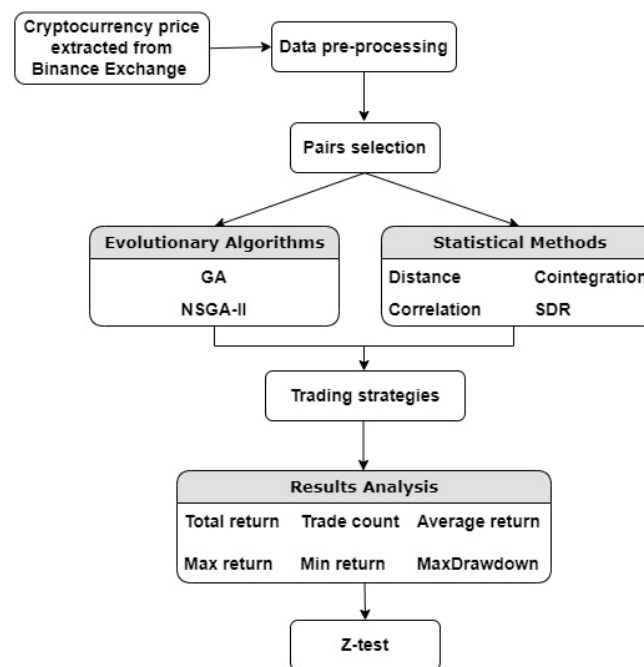 Cryptocurrency price
extracted from
Binance Exchange
Data pre-processing
Pairs selection
Evolutionary Algorithms
GA
NSGA-II
Statistical Methods
Distance Cointegration
Correlation SDR
Trading strategies
Results Analysis
Total return Trade count Average return
Max return Min return MaxDrawdown
Z-test